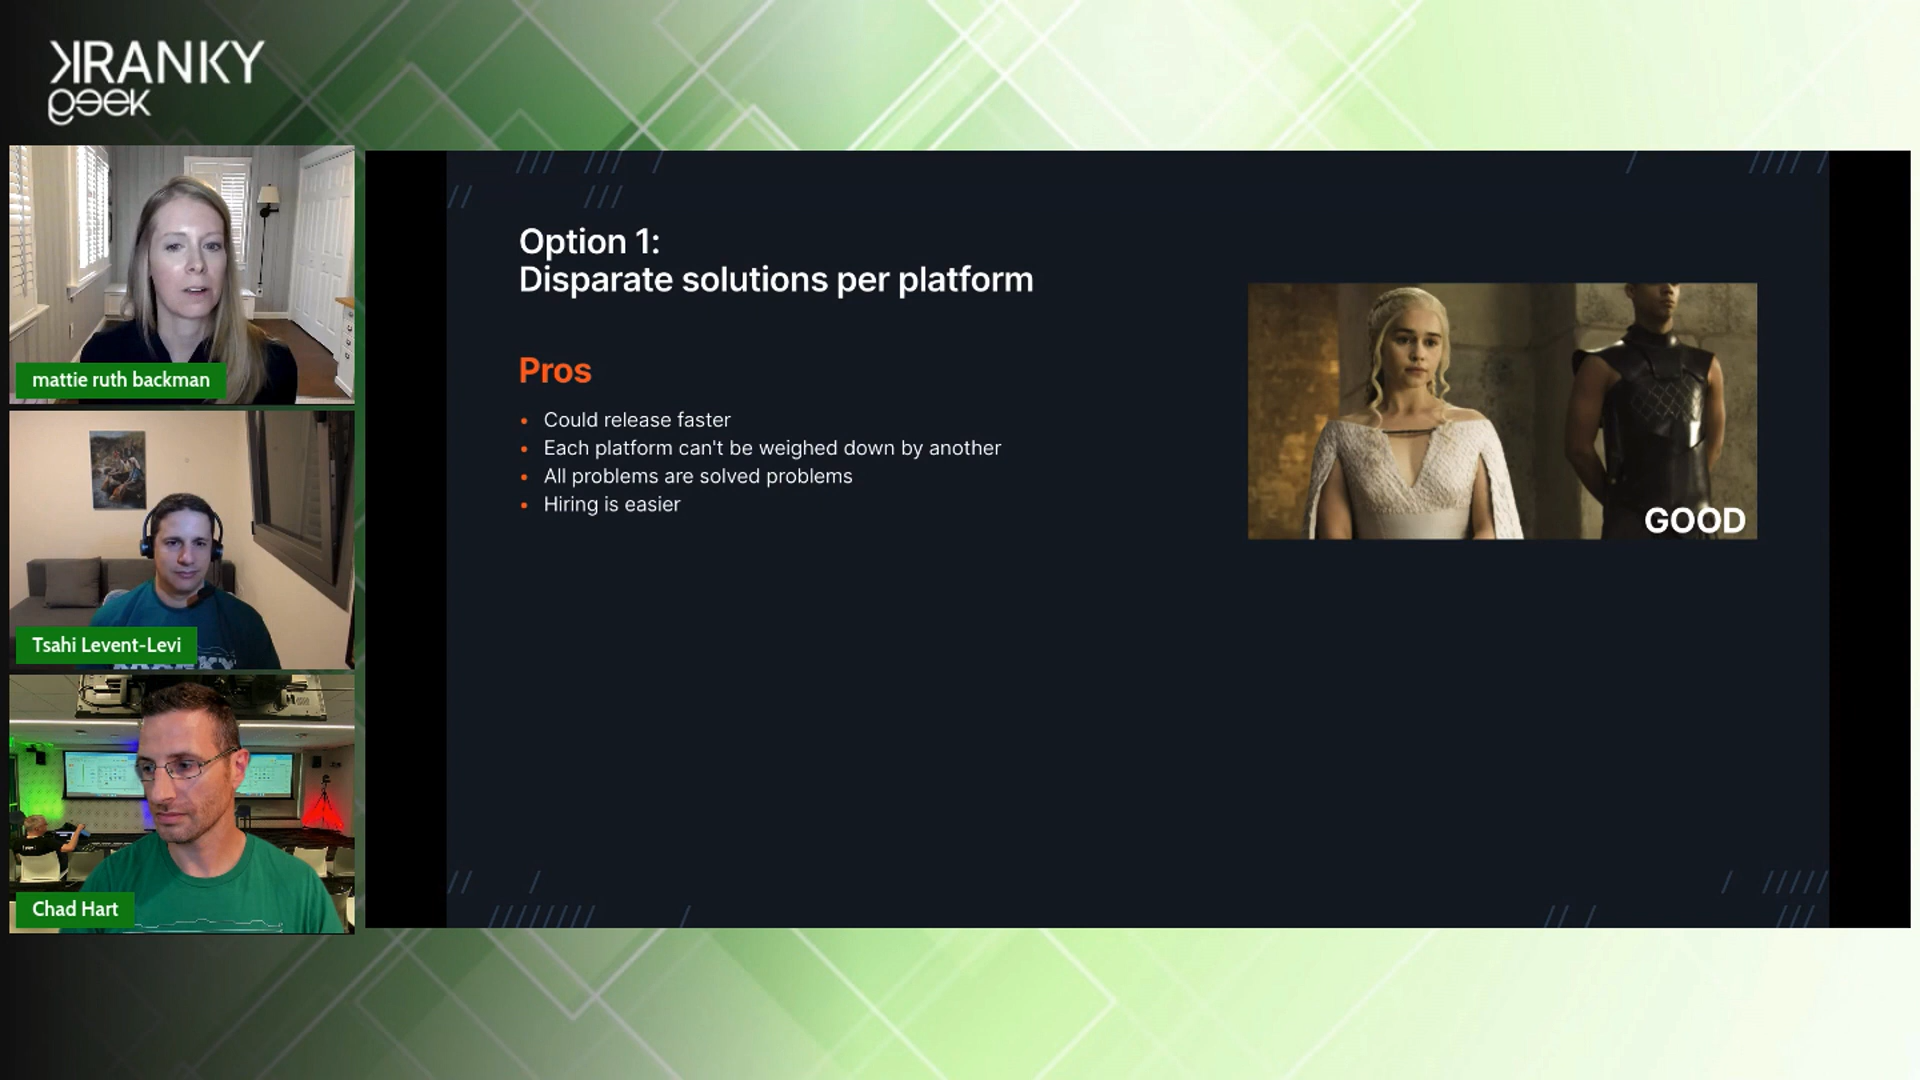 KRANKY
geek
mattie ruth backman
Tsahi Levent-Levi
Chad Hart
Option 1:
Disparate solutions per platform
Pros
• Could release faster
• Each platform can't be weighed down by another
• All problems are solved problems
• Hiring is easier
GOOD